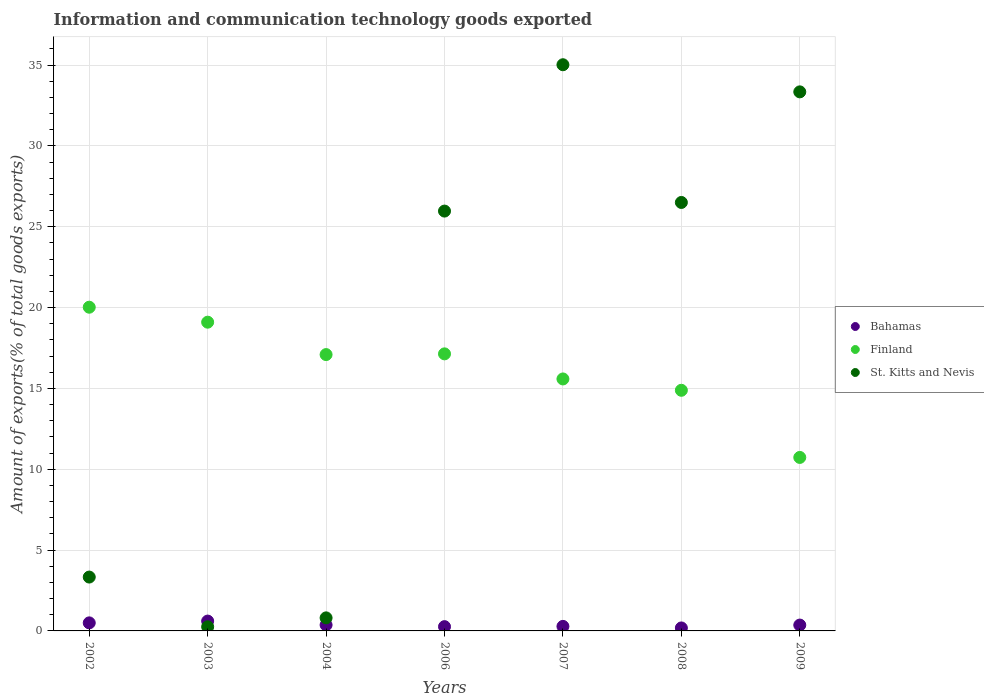 Information and communication technology goods exported
Amount of exports(% of total goods exports)
35
30
25
20
15
10
5
0
2002
2003
2004
2006
2007
2008
2009
Years
Bahamas
Finland
St. Kitts and Nevis